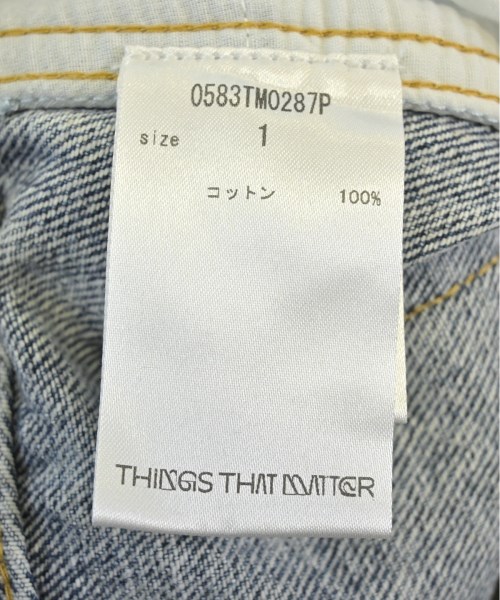 0583TM0287P
size 1
コットン 100%
THINGS THAT MATTER